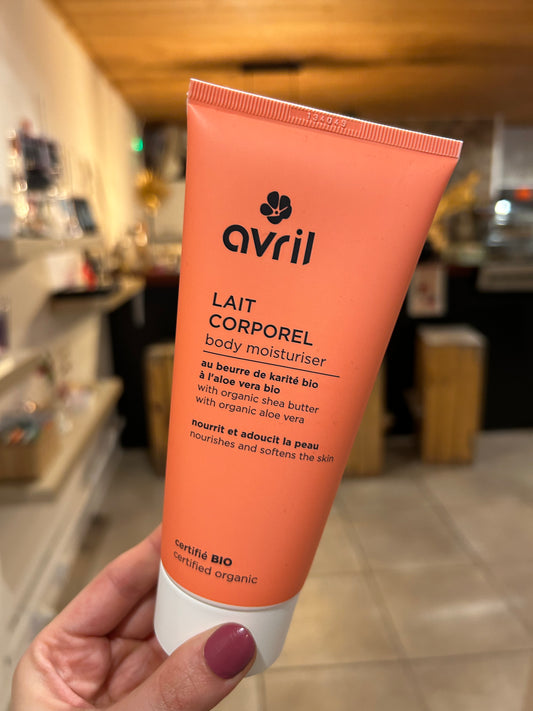 134043
avril
LAIT
CORPOREL
body moisturiser
au beurre de karité bio
à l'aloe vera bio
with organic shea butter
with organic aloe vera
nourrit et adoucit la peau
nourishes and softens the skin
certifié BIO
certified organic